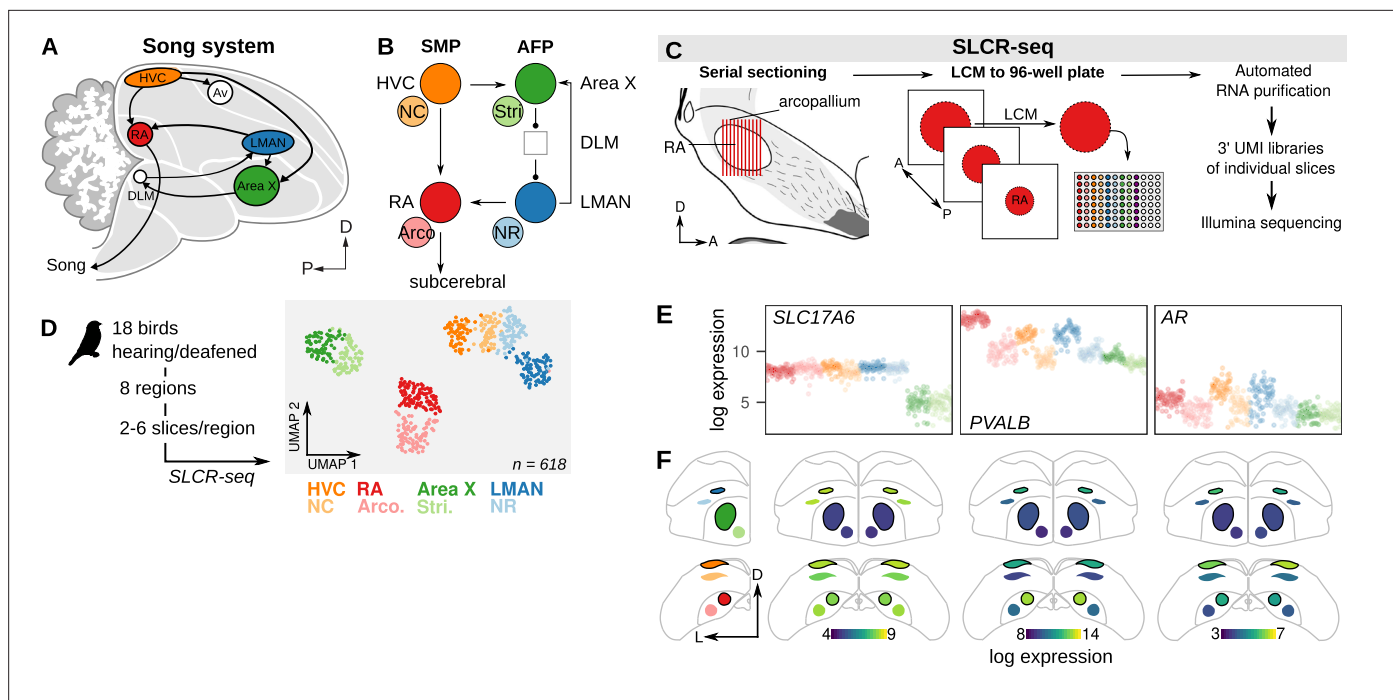 A
Song system
HVC
Av
RA
LMAN
DLM
Area X
Song
D
P
B
SMP
AFP
HVC
NC
Stri
Area X
DLM
RA
Arco
NR
LMAN
subcerebral
C
SLCR-seq
Serial sectioning
LCM to 96-well plate
Automated
RNA purification
arcopallium
RA
D
A
LCM
A
P
RA
3' UMI libraries
of individual slices
Illumina sequencing
D
18 birds
hearing/deafened
8 regions
2-6 slices/region
SLCR-seq
UMAP 2
UMAP 1
n = 618
HVC RA Area X LMAN
NC Arco. Stri. NR
E
log expression
10
5
SLC17A6
PVALB
AR
F
D
L
4 9
8 14
3 7
log expression